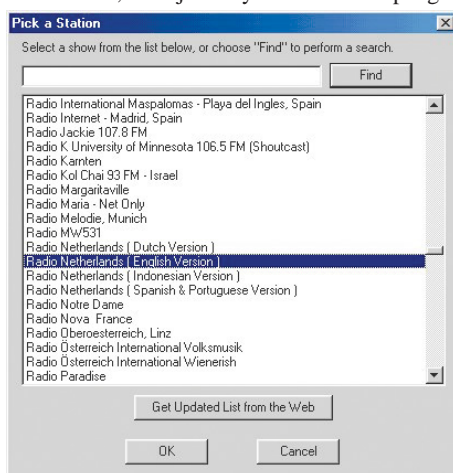 Pick a Station
Select a show from the list below, or choose "Find" to perform a search.
Find
Radio International Maspalomas - Playa del Ingles, Spain
Radio Internet - Madrid, Spain
Radio Jackie 107.8 FM
Radio K University of Minnesota 106.5 FM (Shoutcast)
Radio Karnten
Radio Kol Chai 93 FM - Israel
Radio Margaritaville
Radio Maria - Net Only
Radio Melodie, Munich
Radio MW531
Radio Netherlands ( Dutch Version )
Radio Netherlands ( English Version )
Radio Netherlands ( Indonesian Version )
Radio Netherlands ( Spanish & Portuguese Version )
Radio Notre Dame
Radio Nova  France
Radio Oberoesterreich, Linz
Radio Österreich International Volksmusik
Radio Österreich International Wienerish
Radio Paradise
Get Updated List from the Web
OK
Cancel